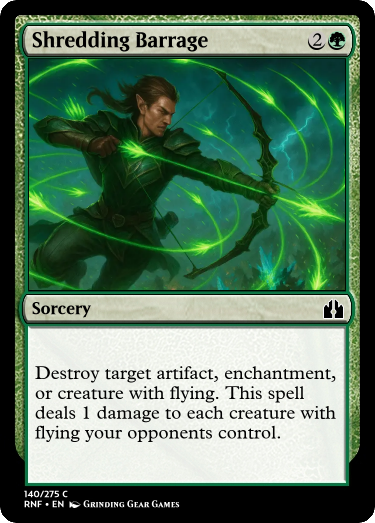 Shredding Barrage 2
Sorcery
Destroy target artifact, enchantment,
or creature with flying. This spell
deals 1 damage to each creature with
flying your opponents control.
140/275 C
RNF • EN Grinding Gear Games